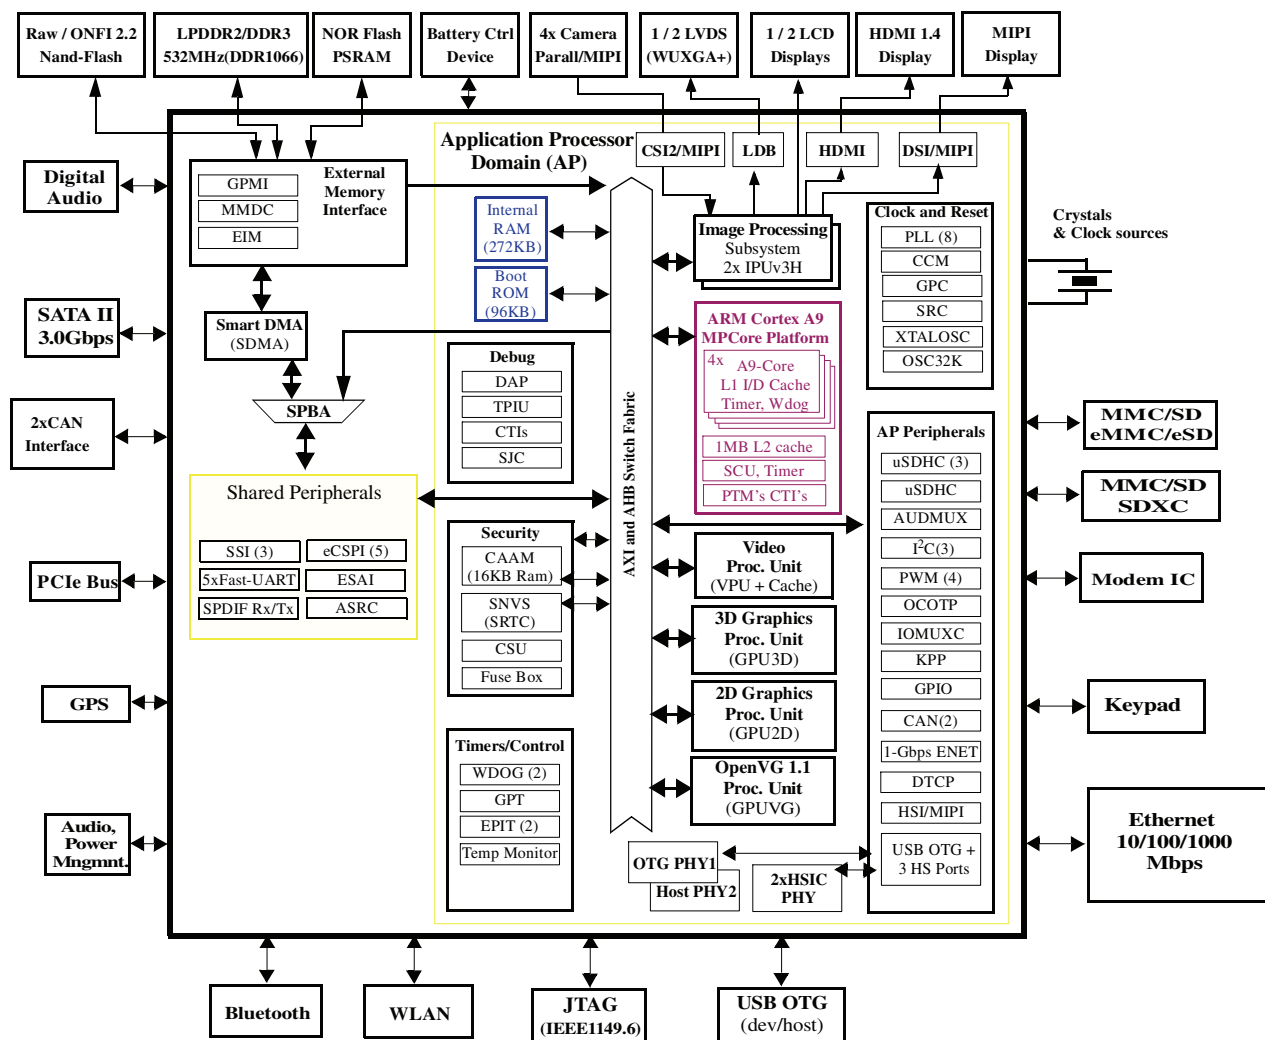 Raw / ONFI 2.2
Nand-Flash
LPDDR2/DDR3
532MHz(DDR1066)
NOR Flash
PSRAM
Battery Ctrl
Device
4x Camera
Parall/MIPI
1 / 2 LVDS
(WUXGA+)
1 / 2 LCD
Displays
HDMI 1.4
Display
MIPI
Display
Digital
Audio
SATA II
3.0Gbps
2xCAN
Interface
PCIe Bus
GPS
Audio,
Power
Mngmnt.
External
Memory
Interface
GPMI
MMDC
EIM
Smart DMA
(SDMA)
SPBA
Shared Peripherals
SSI (3)
eCSPI (5)
5xFast-UART
ESAI
SPDIF Rx/Tx
ASRC
Application Processor
Domain (AP)
Internal
RAM
(272KB)
Boot
ROM
(96KB)
Debug
DAP
TPIU
CTIs
SJC
Security
CAAM
(16KB Ram)
SNVS
(SRTC)
CSU
Fuse Box
Timers/Control
WDOG (2)
GPT
EPIT (2)
Temp Monitor
AXI and AHB Switch Fabric
CSI2/MIPI
LDB
HDMI
DSI/MIPI
Image Processing
Subsystem
2x IPUv3H
ARM Cortex A9
MPCore Platform
4x
A9-Core
L1 I/D Cache
Timer, Wdog
1MB L2 cache
SCU, Timer
PTM's CTI's
Video
Proc. Unit
(VPU + Cache)
3D Graphics
Proc. Unit
(GPU3D)
2D Graphics
Proc. Unit
(GPU2D)
OpenVG 1.1
Proc. Unit
(GPUVG)
OTG PHY1
Host PHY2
2xHSIC
PHY
Clock and Reset
PLL (8)
CCM
GPC
SRC
XTALOSC
OSC32K
AP Peripherals
uSDHC (3)
uSDHC
AUDMUX
I2C(3)
PWM (4)
OCOTP
IOMUXC
KPP
GPIO
CAN(2)
1-Gbps ENET
DTCP
HSI/MIPI
USB OTG +
3 HS Ports
Crystals
& Clock sources
MMC/SD
eMMC/eSD
MMC/SD
SDXC
Modem IC
Keypad
Ethernet
10/100/1000
Mbps
Bluetooth
WLAN
JTAG
(IEEE1149.6)
USB OTG
(dev/host)